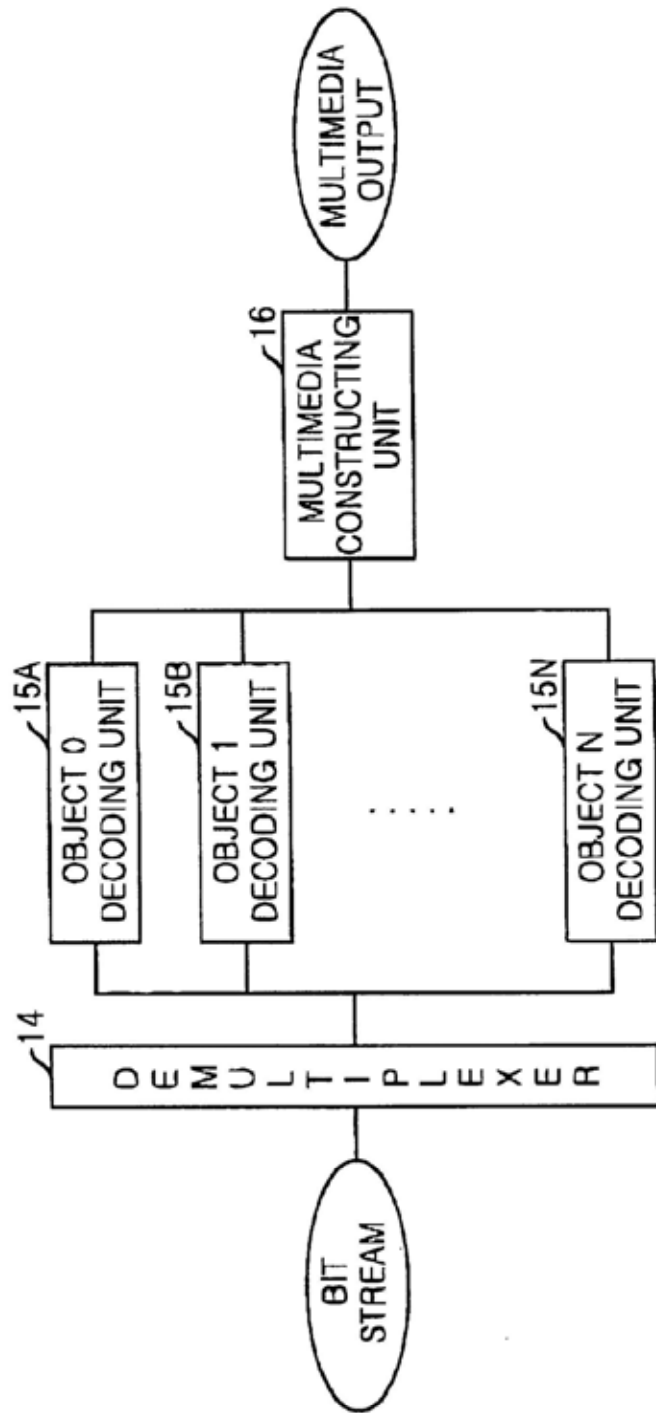 BIT
STREAM
14
DEMULTIPLEXER
15A
OBJECT 0
DECODING UNIT
15B
OBJECT 1
DECODING UNIT
.....
15N
OBJECT N
DECODING UNIT
16
MULTIMEDIA
CONSTRUCTING
UNIT
MULTIMEDIA
OUTPUT